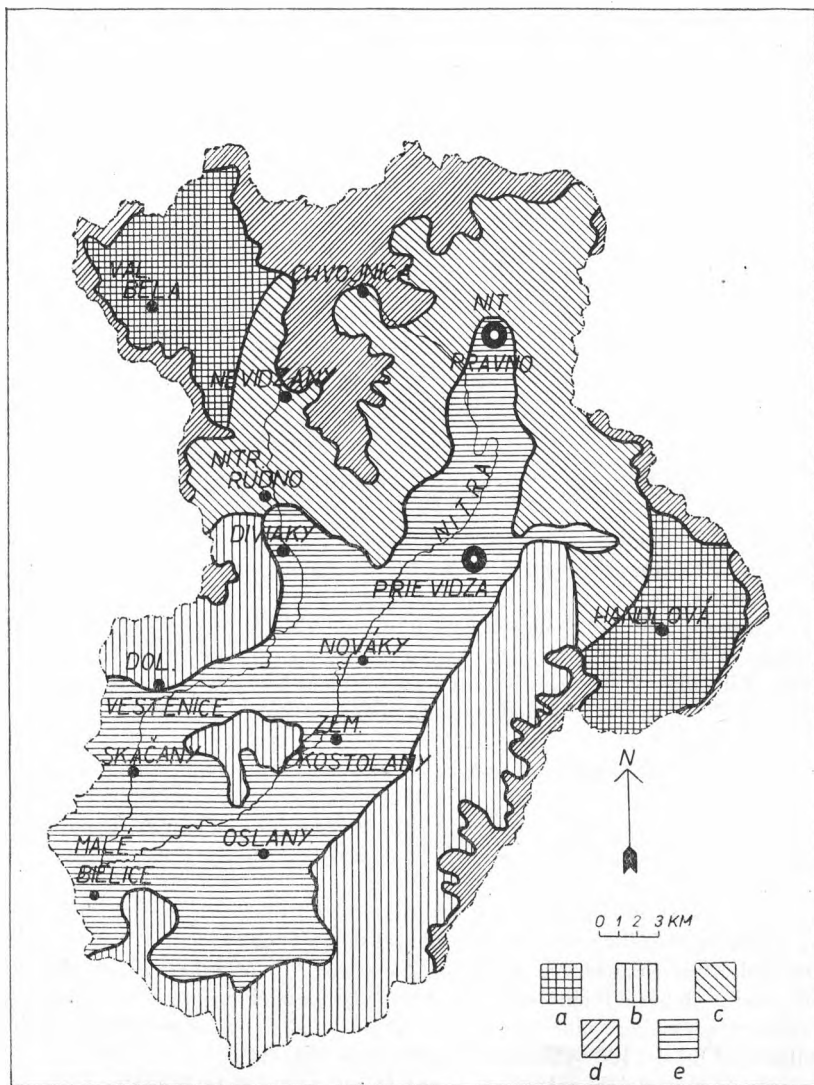 VAL.
BELA
CHVOJNICA
NIT
PRAVNO
NEVIDZANY
NITR.
RUDNO
NITRA
DIVIAKY
PRIEVIDZA
HANDLOVÁ
NOVÁKY
DOL.
VESTENICE
ZEM.
KOSTOLANY
SKAČANY
OSLANY
MALÉ
BIELICE
N
0 1 2 3 KM
a b c
d e